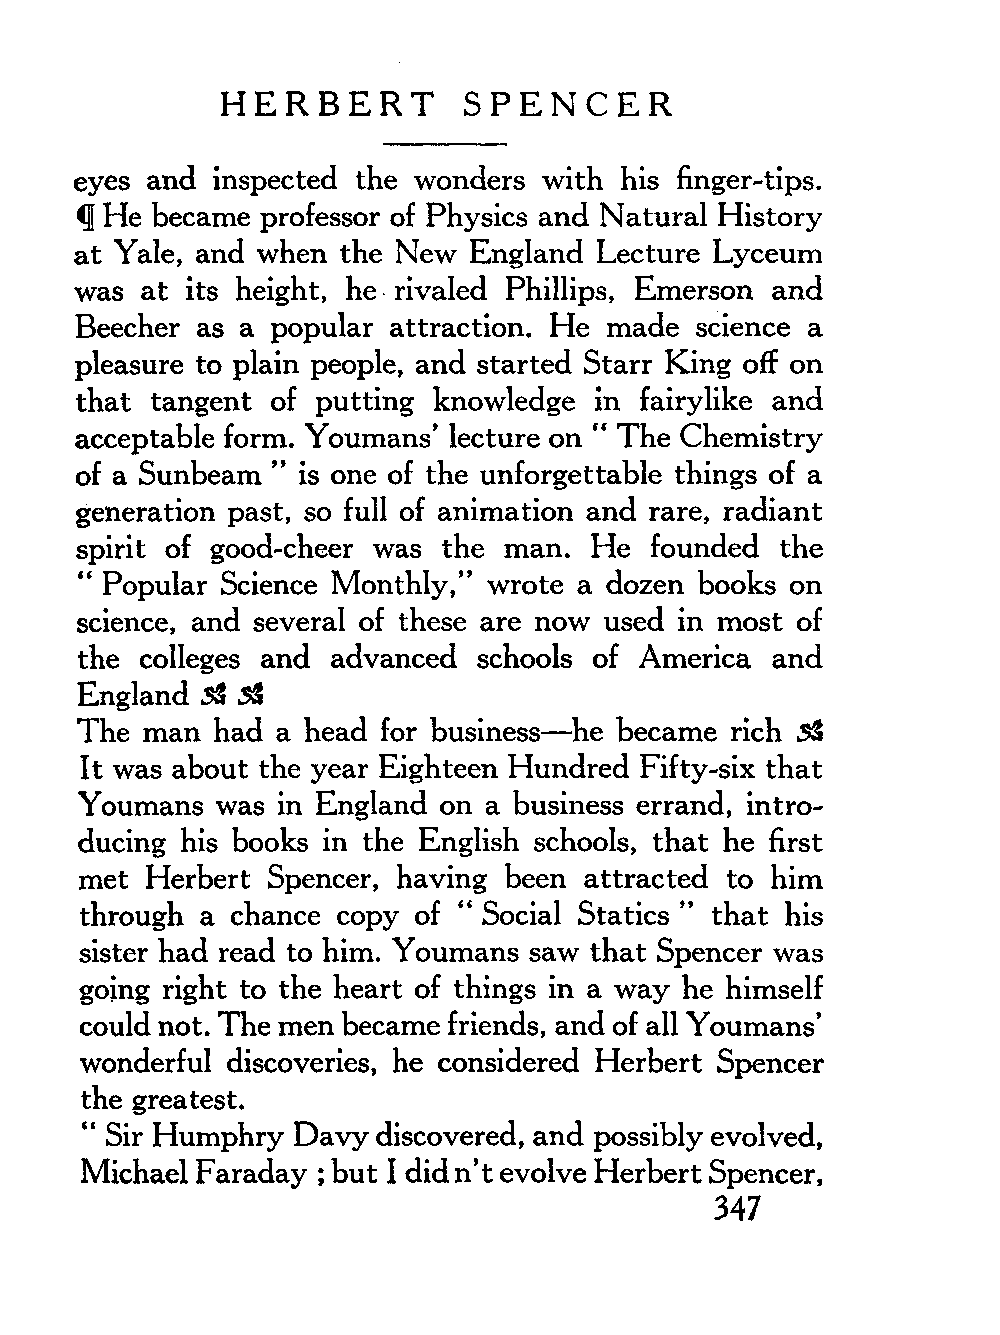 HERBERT SPENCER
eyes and inspected the wonders with his finger-tips.
¶ He became professor of Physics and Natural History
at Yale, and when the New England Lecture Lyceum
was at its height, he rivaled Phillips, Emerson and
Beecher as a popular attraction. He made science a
pleasure to plain people, and started Starr King off on
that tangent of putting knowledge in fairylike and
acceptable form. Youmans' lecture on “ The Chemistry
of a Sunbeam ” is one of the unforgettable things of a
generation past, so full of animation and rare, radiant
spirit of good-cheer was the man. He founded the
“ Popular Science Monthly,” wrote a dozen books on
science, and several of these are now used in most of
the colleges and advanced schools of America and
England
The man had a head for business—he became rich
It was about the year Eighteen Hundred Fifty-six that
Youmans was in England on a business errand, intro-
ducing his books in the English schools, that he first
met Herbert Spencer, having been attracted to him
through a chance copy of “ Social Statics ” that his
sister had read to him. Youmans saw that Spencer was
going right to the heart of things in a way he himself
could not. The men became friends, and of all Youmans'
wonderful discoveries, he considered Herbert Spencer
the greatest.
“ Sir Humphry Davy discovered, and possibly evolved,
Michael Faraday ; but I didn't evolve Herbert Spencer,
347